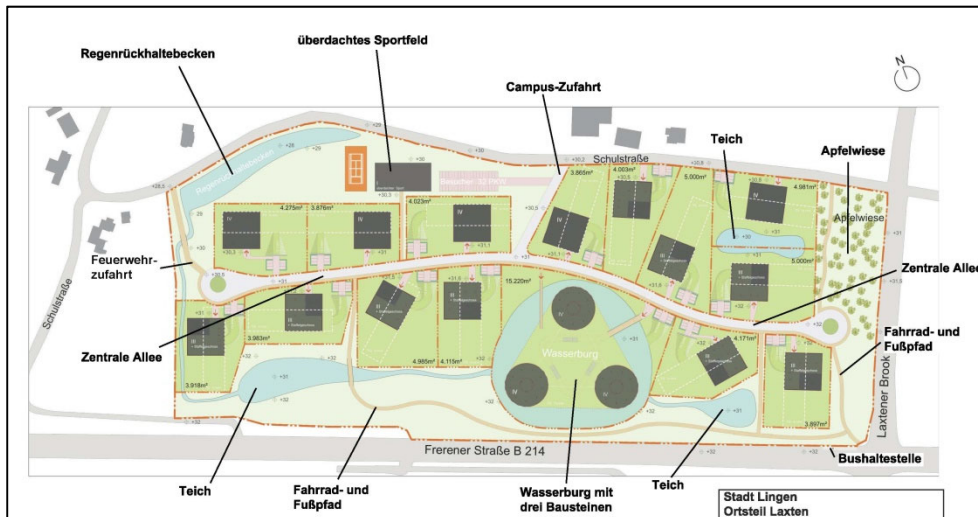 überdachtes Sportfeld
Regenrückhaltebecken
Campus-Zufahrt
N
Teich
Apfelwiese
Schulstraße
Regenrückhaltebecken
Apfelwiese
3.865m²
4.003m²
5.000m²
4.981m²
4.275m²
3.876m²
4.023m²
5.000m²
Feuerwehr-
zufahrt
Schulstraße
Zentrale Allee
15.220m²
Zentrale Allee
3.983m²
Wasserburg
4.171m²
Fahrrad- und
Fußpfad
3.918m²
4.985m²
4.115m²
3.897m²
Laxtener Brook
Frerener Straße B 214
Bushaltestelle
Teich
Fahrrad- und
Fußpfad
Wasserburg mit
drei Bausteinen
Teich
Stadt Lingen
Ortsteil Laxten